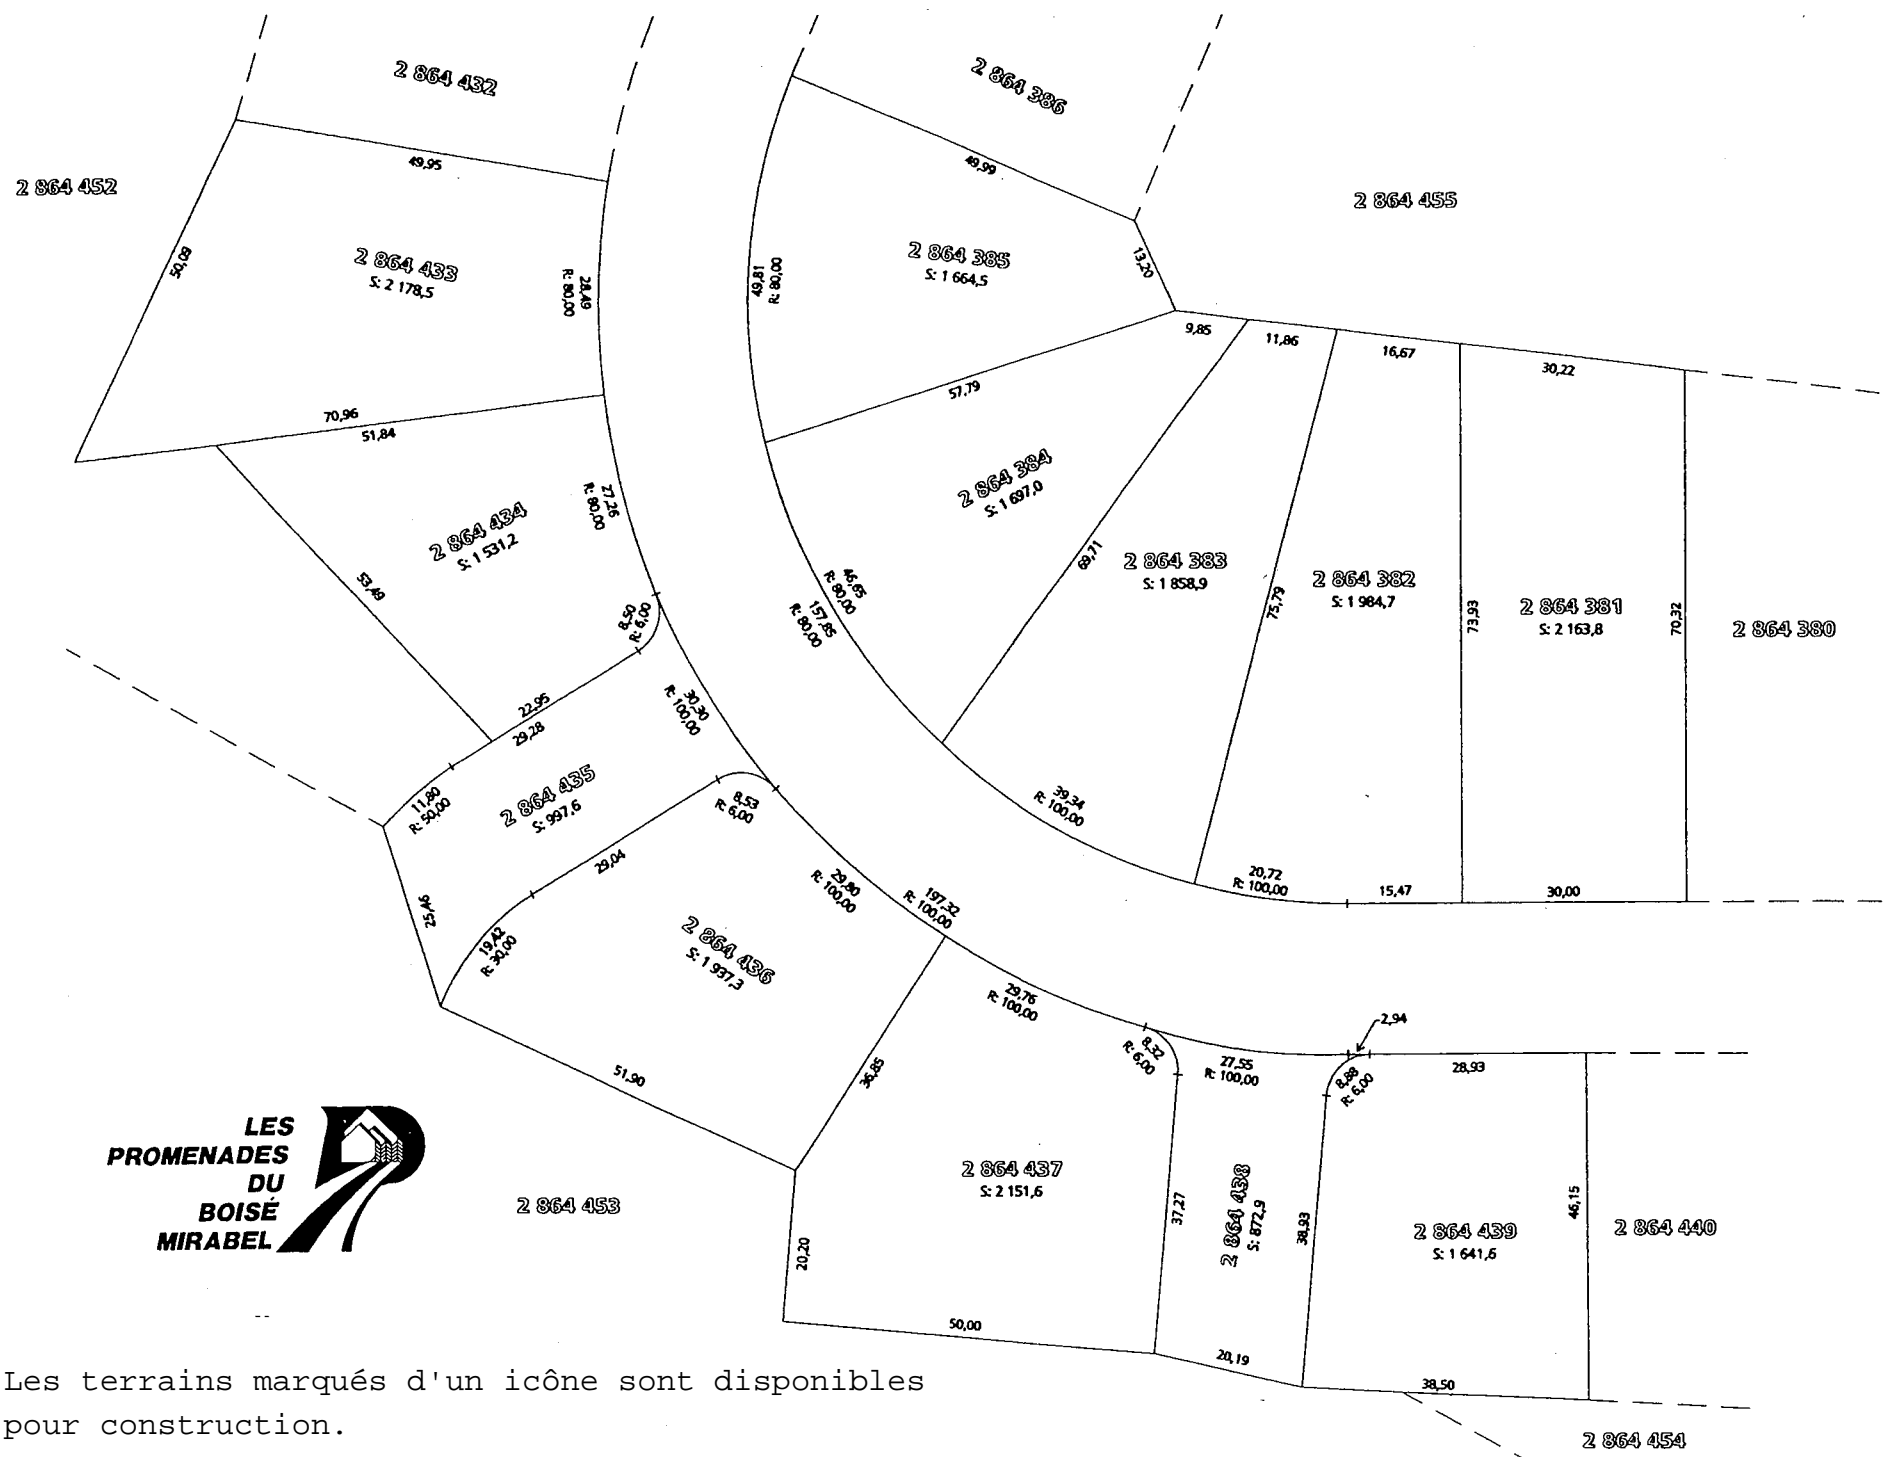 2 864 432
2 864 386
2 864 452
49,95
49,99
2 864 455
50,09
2 864 433
S: 2 178,5
28,49
R: 80,00
49,81
R: 80,00
2 864 385
S: 1 664,5
13,20
9,85
11,86
16,67
30,22
70,96
51,84
57,79
2 864 434
S: 1 531,2
27,26
R: 80,00
2 864 384
S: 1 697,0
53,49
8,50
R: 6,00
46,65
R: 80,00
157,85
R: 80,00
69,71
2 864 383
S: 1 858,9
75,79
2 864 382
S: 1 984,7
73,93
2 864 381
S: 2 163,8
70,32
2 864 380
22,95
29,28
30,30
R: 100,00
11,80
R: 50,00
2 864 435
S: 997,6
8,53
R: 6,00
39,34
R: 100,00
29,04
25,46
19,42
R: 30,00
29,80
R: 100,00
197,32
R: 100,00
20,72
R: 100,00
15,47
30,00
2 864 436
S: 1 937,3
29,76
R: 100,00
51,90
36,85
8,32
R: 6,00
27,55
R: 100,00
2,94
8,88
R: 6,00
28,93
LES
PROMENADES
DU
BOISÉ
MIRABEL
2 864 453
2 864 437
S: 2 151,6
20,20
37,27
2 864 438
S: 872,9
38,93
2 864 439
S: 1 641,6
46,15
2 864 440
50,00
20,19
38,50
2 864 454
Les terrains marqués d'un icône sont disponibles
pour construction.